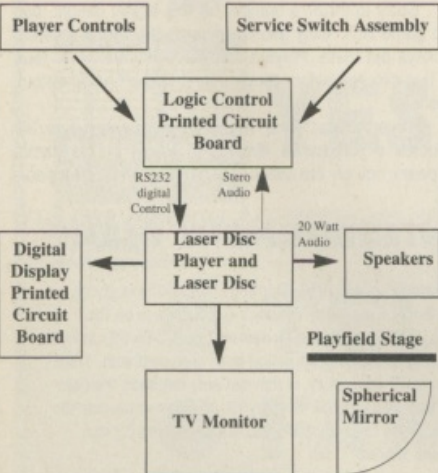 Player Controls
Service Switch Assembly
Logic Control
Printed Circuit
Board
RS232
digital
Control
Stero
Audio
Digital
Display
Printed
Circuit
Board
Laser Disc
Player and
Laser Disc
20 Watt
Audio
Speakers
Playfield Stage
TV Monitor
Spherical
Mirror